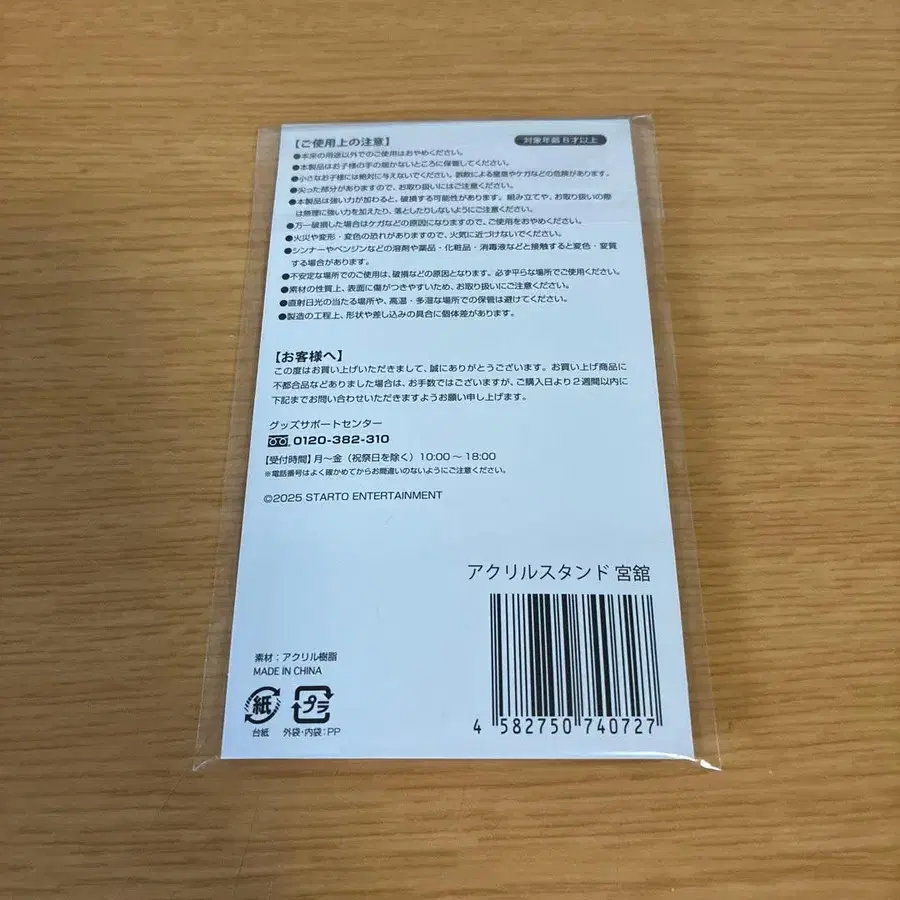 【ご使用上の注意】
対象年齢 8才以上
●本来の用途以外でのご使用はおやめください。
●本製品はお子様の手の届かないところに保管してください。
●小さなお子様には絶対に与えないでください。誤飲による窒息やケガなどの危険があります。
●尖った部分がありますので、お取り扱いにはご注意ください。
●本製品は強い力が加わると、破損する可能性があります。組み立てや、お取り扱いの際
は無理に強い力を加えたり、落としたりしないようにご注意ください。
●万一破損した場合はケガなどの原因になりますので、ご使用をおやめください。
●火災や変形・変色の恐れがありますので、火気に近づけないでください。
●シンナーやベンジンなどの溶剤や薬品・化粧品・消毒液などと接触すると変色・変質
する場合があります。
●不安定な場所でのご使用は、破損などの原因となります。必ず平らな場所でご使用ください。
●素材の性質上、表面に傷がつきやすいため、お取り扱いにご注意ください。
●直射日光の当たる場所や、高温・多湿な場所での保管は避けてください。
●製造の工程上、形状や差し込みの具合に個体差があります。
【お客様へ】
この度はお買い上げいただきまして、誠にありがとうございます。お買い上げ商品に
不都合品などありました場合は、お手数ではございますが、ご購入日より2週間以内に
下記までお問い合わせいただきますようお願い申し上げます。
グッズサポートセンター
0120-382-310
【受付時間】月～金（祝祭日を除く）10:00～18:00
※電話番号はよく確かめてからお間違いのないようにご注意ください。
©2025 STARTO ENTERTAINMENT
アクリルスタンド 宮舘
素材：アクリル樹脂
MADE IN CHINA
紙
プラ
台紙
外袋・内袋:PP
4 582750 740727